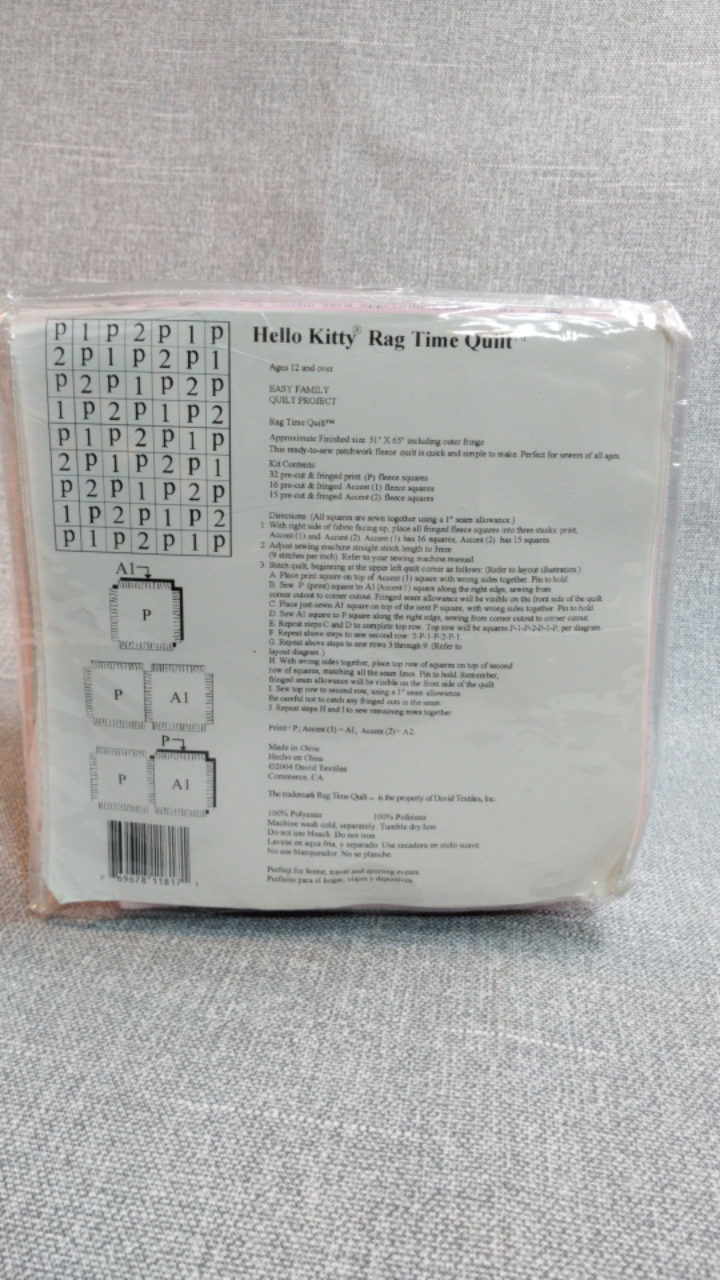 P 1 P 2 P 1 P
2 P 1 P 2 P 1
P 2 P 1 P 2 P
1 P 2 P 1 P 2
P 1 P 2 P 1 P
2 P 1 P 2 P 1
P 2 P 1 P 2 P
1 P 2 P 1 P 2
P 1 P 2 P 1 P
A1
P
P A1
P
P A1
7 69678 11817 1
Hello Kitty® Rag Time Quilt™
Ages 12 and over
EASY FAMILY
QUILT PROJECT
Rag Time Quilt™
Approximate Finished size 51" X 65" including outer fringe
This ready-to-sew patchwork fleece quilt is quick and simple to make. Perfect for sewers of all ages.
Kit Contents:
32 pre-cut & fringed print (P) fleece squares
16 pre-cut & fringed Accent (1) fleece squares
15 pre-cut & fringed Accent (2) fleece squares
Directions: (All squares are sewn together using a 1" seam allowance.)
1. With right side of fabric facing up, place all fringed fleece squares into three stacks: print,
Accent (1) and Accent (2). Accent (1) has 16 squares, Accent (2) has 15 squares.
2. Adjust sewing machine straight stitch length to 3mm
(9 stitches per inch). Refer to your sewing machine manual.
3. Stitch quilt, beginning at the upper left quilt corner as follows: (Refer to layout illustration.)
A. Place print square on top of Accent (1) square with wrong sides together. Pin to hold.
B. Sew P (print) square to A1 (Accent 1) square along the right edge, sewing from
corner cutout to corner cutout. Fringed seam allowance will be visible on the front side of the quilt.
C. Place just-sewn A1 square on top of the next P square, with wrong sides together. Pin to hold.
D. Sew A1 square to P square along the right edge, sewing from corner cutout to corner cutout.
E. Repeat steps C and D to complete top row. Top row will be squares P-1-P-2-P-1-P, per diagram.
F. Repeat above steps to sew second row: 2-P-1-P-2-P-1
G. Repeat above steps to sew rows 3 through 9. (Refer to
layout diagram.)
H. With wrong sides together, place top row of squares on top of second
row of squares, matching all the seam lines. Pin to hold. Remember,
fringed seam allowance will be visible on the front side of the quilt.
I. Sew top row to second row, using a 1" seam allowance.
Be careful not to catch any fringed cuts in the seam
J. Repeat steps H and I to sew remaining rows together.
Print= P, Accent (1) = A1, Accent (2)= A2
Made in China
Hecho en China
©2004 David Textiles
Commerce, CA
The trademark Rag Time Quilt™ is the property of David Textiles, Inc.
100% Polyester 100% Poliéster
Machine wash cold, separately. Tumble dry low.
Do not use bleach. Do not iron.
Lavese en aqua fria, y separado. Use secadora en ciclo suave.
No use blanqueador. No se planche.
Perfect for home, travel and sporting events
Perfeito para el hogar, viajes y deportivos.